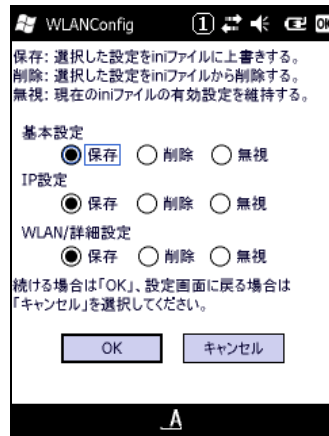 WLANConfig 1 OK
保存: 選択した設定をiniファイルに上書きする。
削除: 選択した設定をiniファイルから削除する。
無視: 現在のiniファイルの有効設定を維持する。
基本設定
保存 削除 無視
IP設定
保存 削除 無視
WLAN/詳細設定
保存 削除 無視
続ける場合は「OK」、設定画面に戻る場合は
「キャンセル」を選択してください。
OK キャンセル
A